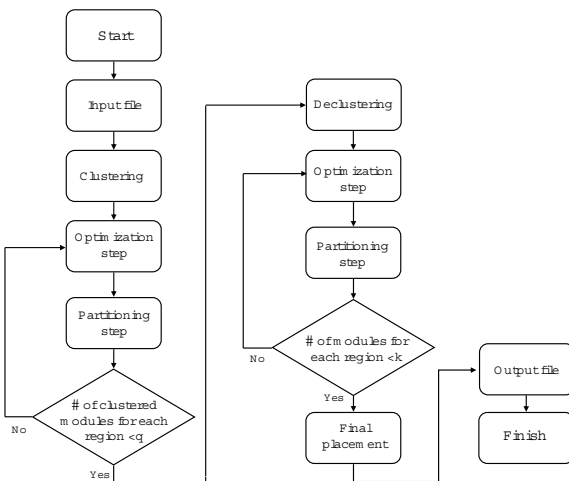 Start
Input file
Clustering
Optimization
step
Partitioning
step
# of clustered
modules for each
region <q
No
Yes
Declustering
Optimization
step
Partitioning
step
# of modules for
each region <k
No
Yes
Final
placement
Output file
Finish